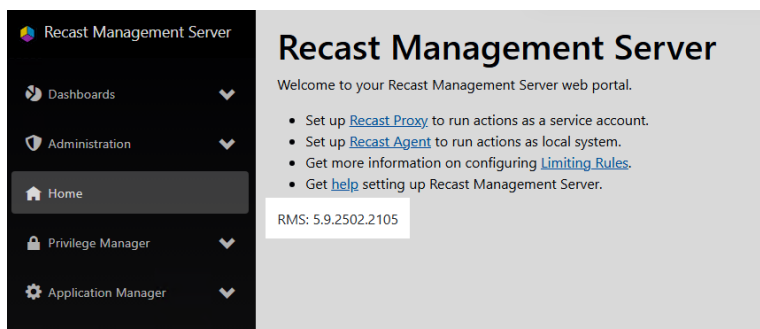 Recast Management Server
Dashboards
Administration
Home
Privilege Manager
Application Manager
Recast Management Server
Welcome to your Recast Management Server web portal.
• Set up Recast Proxy to run actions as a service account.
• Set up Recast Agent to run actions as local system.
• Get more information on configuring Limiting Rules.
• Get help setting up Recast Management Server.
RMS: 5.9.2502.2105